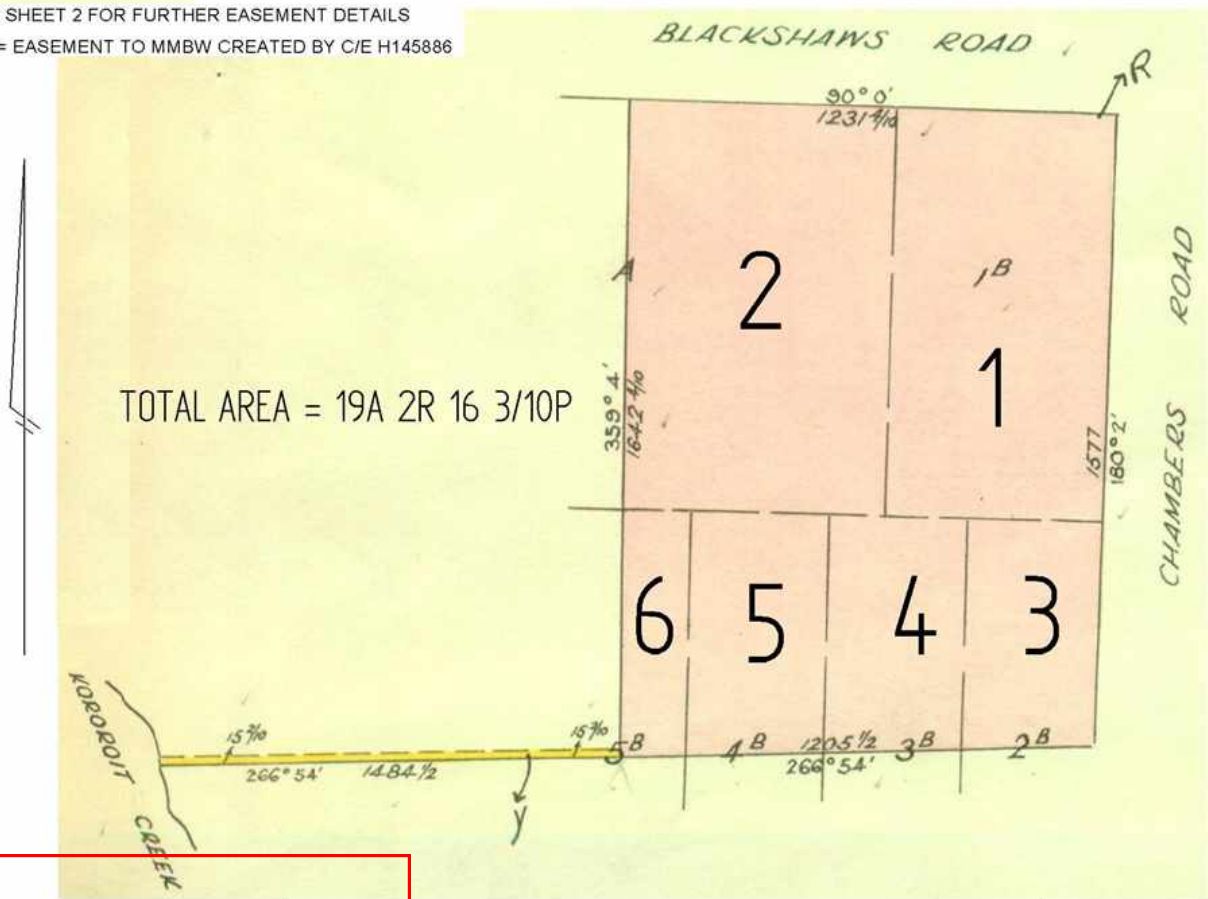 SHEET 2 FOR FURTHER EASEMENT DETAILS
= EASEMENT TO MMBW CREATED BY C/E H145886
BLACKSHAWS ROAD
R
90° 0'
1231 4/10
A
2
1B
1
359° 4'
1642 4/10
TOTAL AREA = 19A 2R 16 3/10P
1577
180° 2'
CHAMBERS ROAD
6
5
4
3
KOROROIT CREEK
15 2/10
266° 54'
1484 1/2
15 2/10
Y
5B
4B
1205 1/2
266° 54'
3B
2B